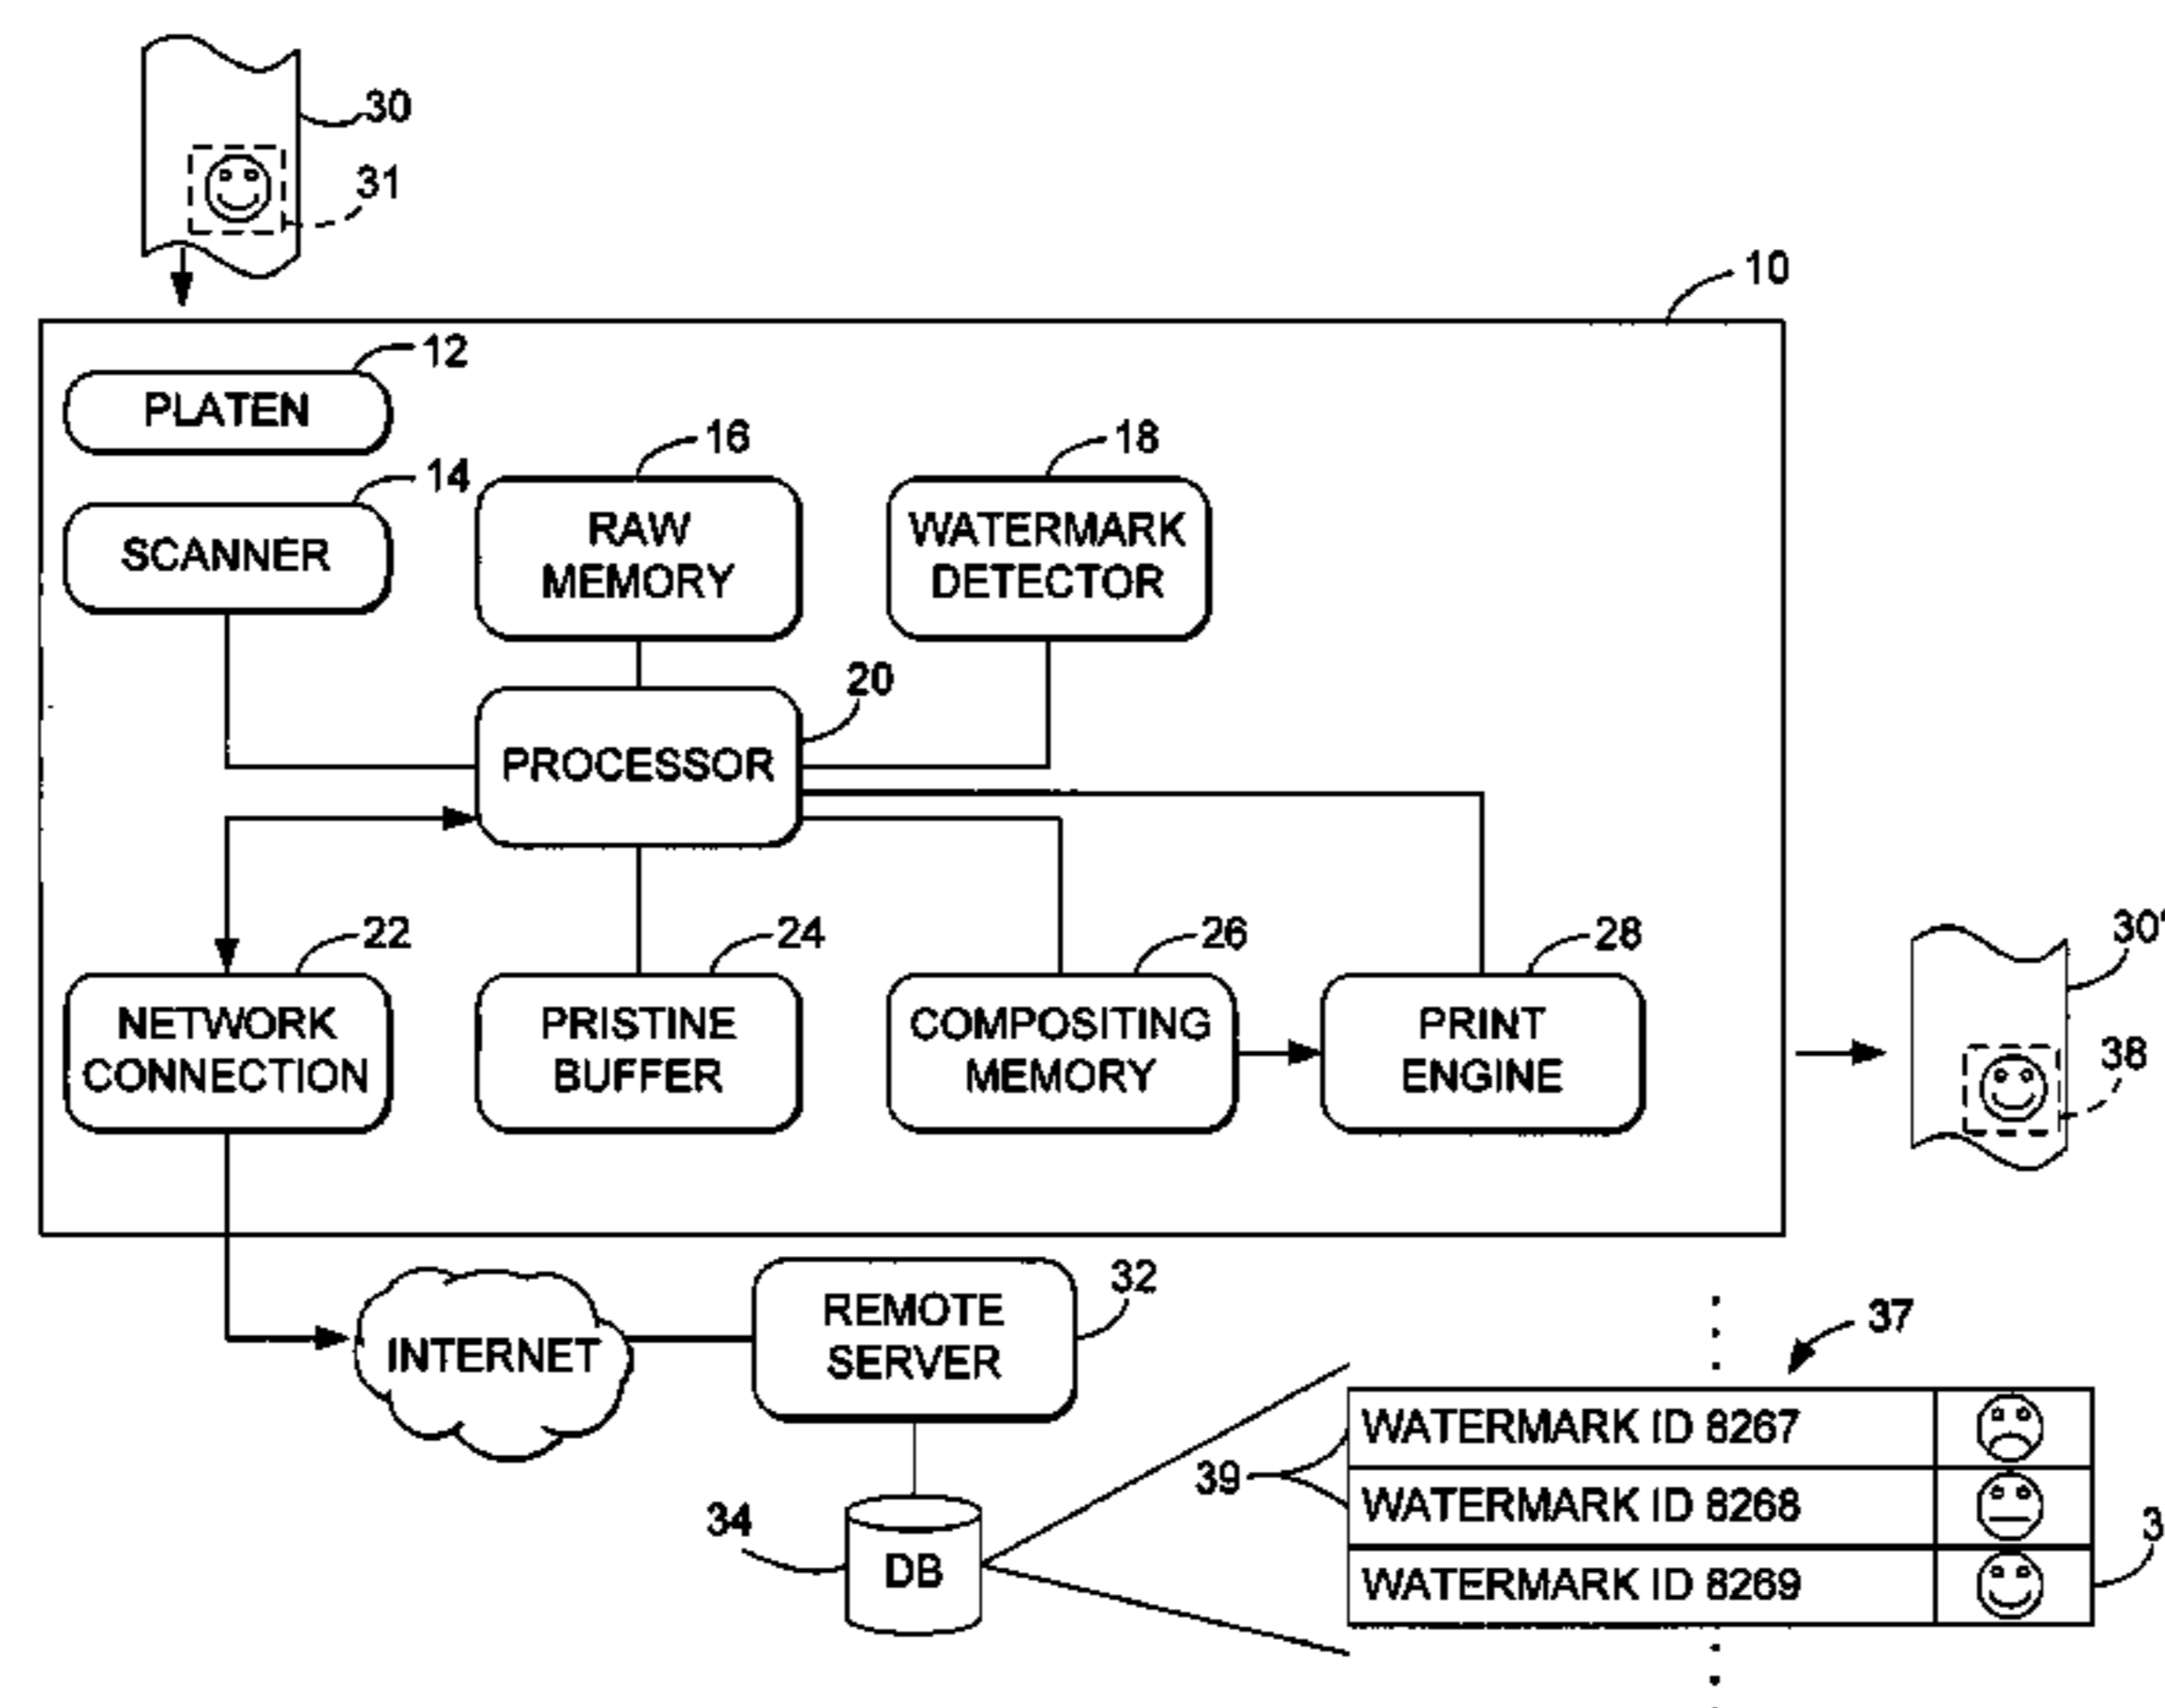 30
31
10
12
PLATEN
16
18
14
RAW
MEMORY
WATERMARK
DETECTOR
SCANNER
20
PROCESSOR
22
24
26
28
30'
NETWORK
CONNECTION
PRISTINE
BUFFER
COMPOSITING
MEMORY
PRINT
ENGINE
38
32
REMOTE
SERVER
INTERNET
37
WATERMARK ID 8267
39
WATERMARK ID 8268
34
DB
WATERMARK ID 8269
3